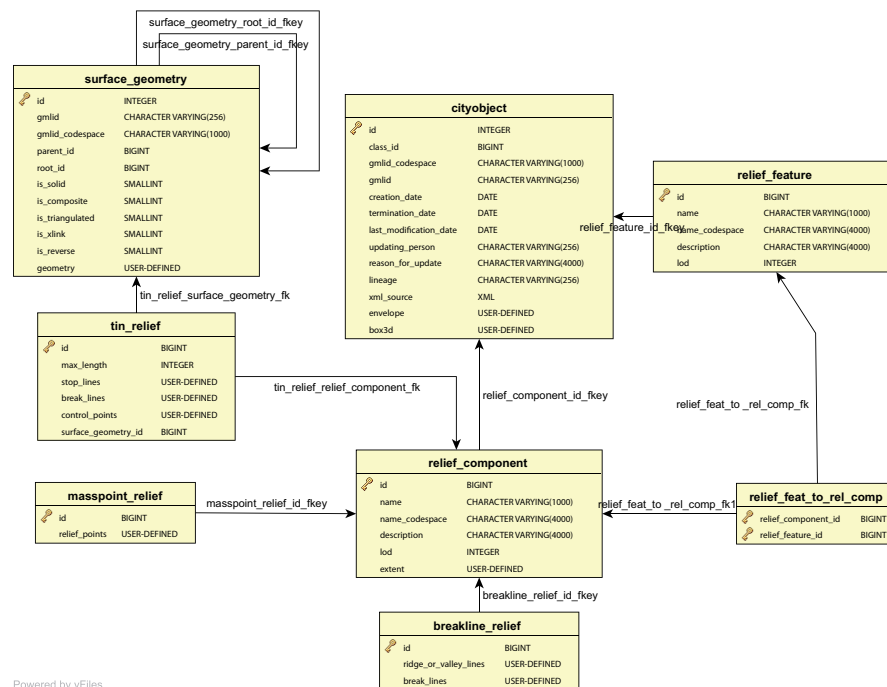 surface_geometry_root_id_fkey
surface_geometry_parent_id_fkey
surface_geometry
id INTEGER
gmlid CHARACTER VARYING(256)
gmlid_codespace CHARACTER VARYING(1000)
parent_id BIGINT
root_id BIGINT
is_solid SMALLINT
is_composite SMALLINT
is_triangulated SMALLINT
is_xlink SMALLINT
is_reverse SMALLINT
geometry USER-DEFINED
cityobject
id INTEGER
class_id BIGINT
gmlid_codespace CHARACTER VARYING(1000)
gmlid CHARACTER VARYING(256)
creation_date DATE
termination_date DATE
last_modification_date DATE
updating_person CHARACTER VARYING(256)
reason_for_update CHARACTER VARYING(4000)
lineage CHARACTER VARYING(256)
xml_source XML
envelope USER-DEFINED
box3d USER-DEFINED
relief_feature
id BIGINT
name CHARACTER VARYING(1000)
name_codespace CHARACTER VARYING(4000)
description CHARACTER VARYING(4000)
lod INTEGER
relief_feature_id_fkey
tin_relief_surface_geometry_fk
tin_relief
id BIGINT
max_length INTEGER
stop_lines USER-DEFINED
break_lines USER-DEFINED
control_points USER-DEFINED
surface_geometry_id BIGINT
tin_relief_relief_component_fk
relief_component_id_fkey
relief_feat_to _rel_comp_fk
relief_component
id BIGINT
name CHARACTER VARYING(1000)
name_codespace CHARACTER VARYING(4000)
description CHARACTER VARYING(4000)
lod INTEGER
extent USER-DEFINED
masspoint_relief
id BIGINT
relief_points USER-DEFINED
masspoint_relief_id_fkey
relief_feat_to _rel_comp_fk1
relief_feat_to_rel_comp
relief_component_id BIGINT
relief_feature_id BIGINT
breakline_relief_id_fkey
breakline_relief
id BIGINT
ridge_or_valley_lines USER-DEFINED
break_lines USER-DEFINED
Powered by yFiles